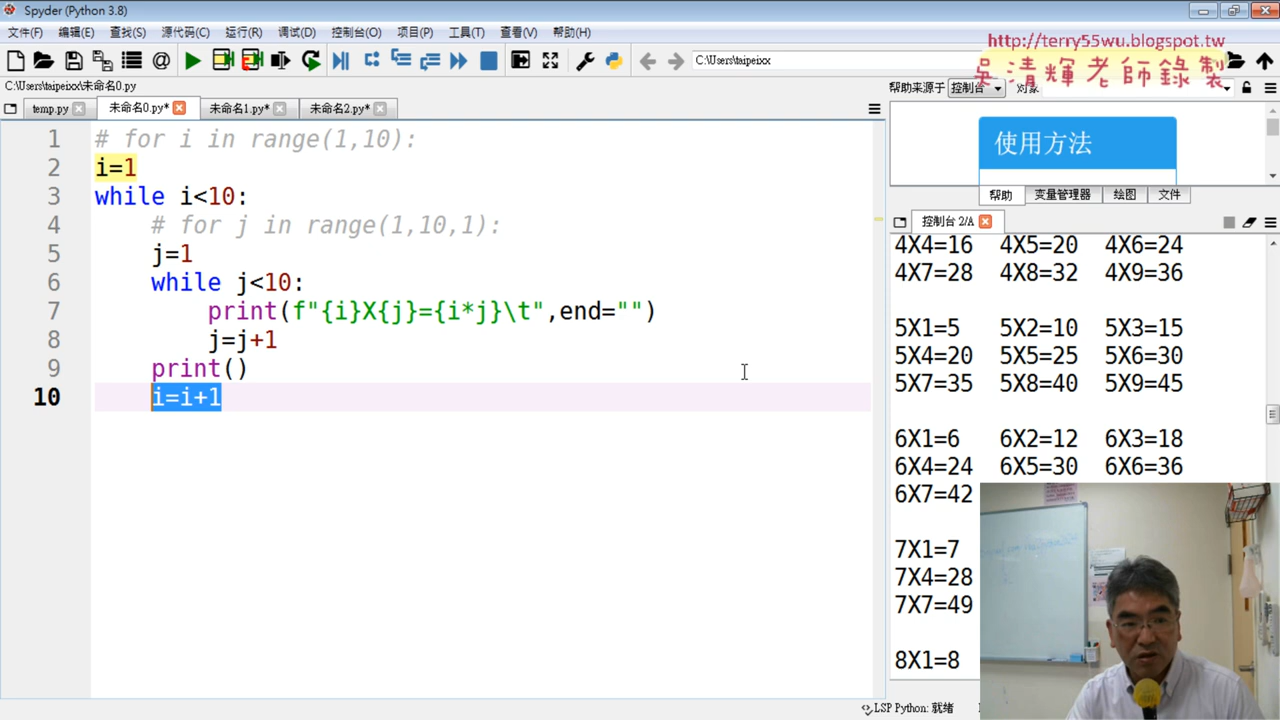 Spyder (Python 3.8)
文件(F) 编辑(E) 查找(S) 源代码(C) 运行(R) 调试(D) 控制台(O) 项目(P) 工具(T) 查看(V) 帮助(H)
C:\Users\taipeixx
http://terry55wu.blogspot.tw
吳清輝老師錄製
C:\Users\taipeixx\未命名0.py
帮助来源于 控制台 对象
temp.py 未命名0.py* 未命名1.py* 未命名2.py*
1 # for i in range(1,10):
2 i=1
3 while i<10:
4 # for j in range(1,10,1):
5 j=1
6 while j<10:
7 print(f"{i}X{j}={i*j}\t",end="")
8 j=j+1
9 print()
10 i=i+1
使用方法
帮助 变量管理器 绘图 文件
控制台 2/A
4X4=16 4X5=20 4X6=24
4X7=28 4X8=32 4X9=36
5X1=5 5X2=10 5X3=15
5X4=20 5X5=25 5X6=30
5X7=35 5X8=40 5X9=45
6X1=6 6X2=12 6X3=18
6X4=24 6X5=30 6X6=36
6X7=42
7X1=7
7X4=28
7X7=49
8X1=8
LSP Python: 就绪